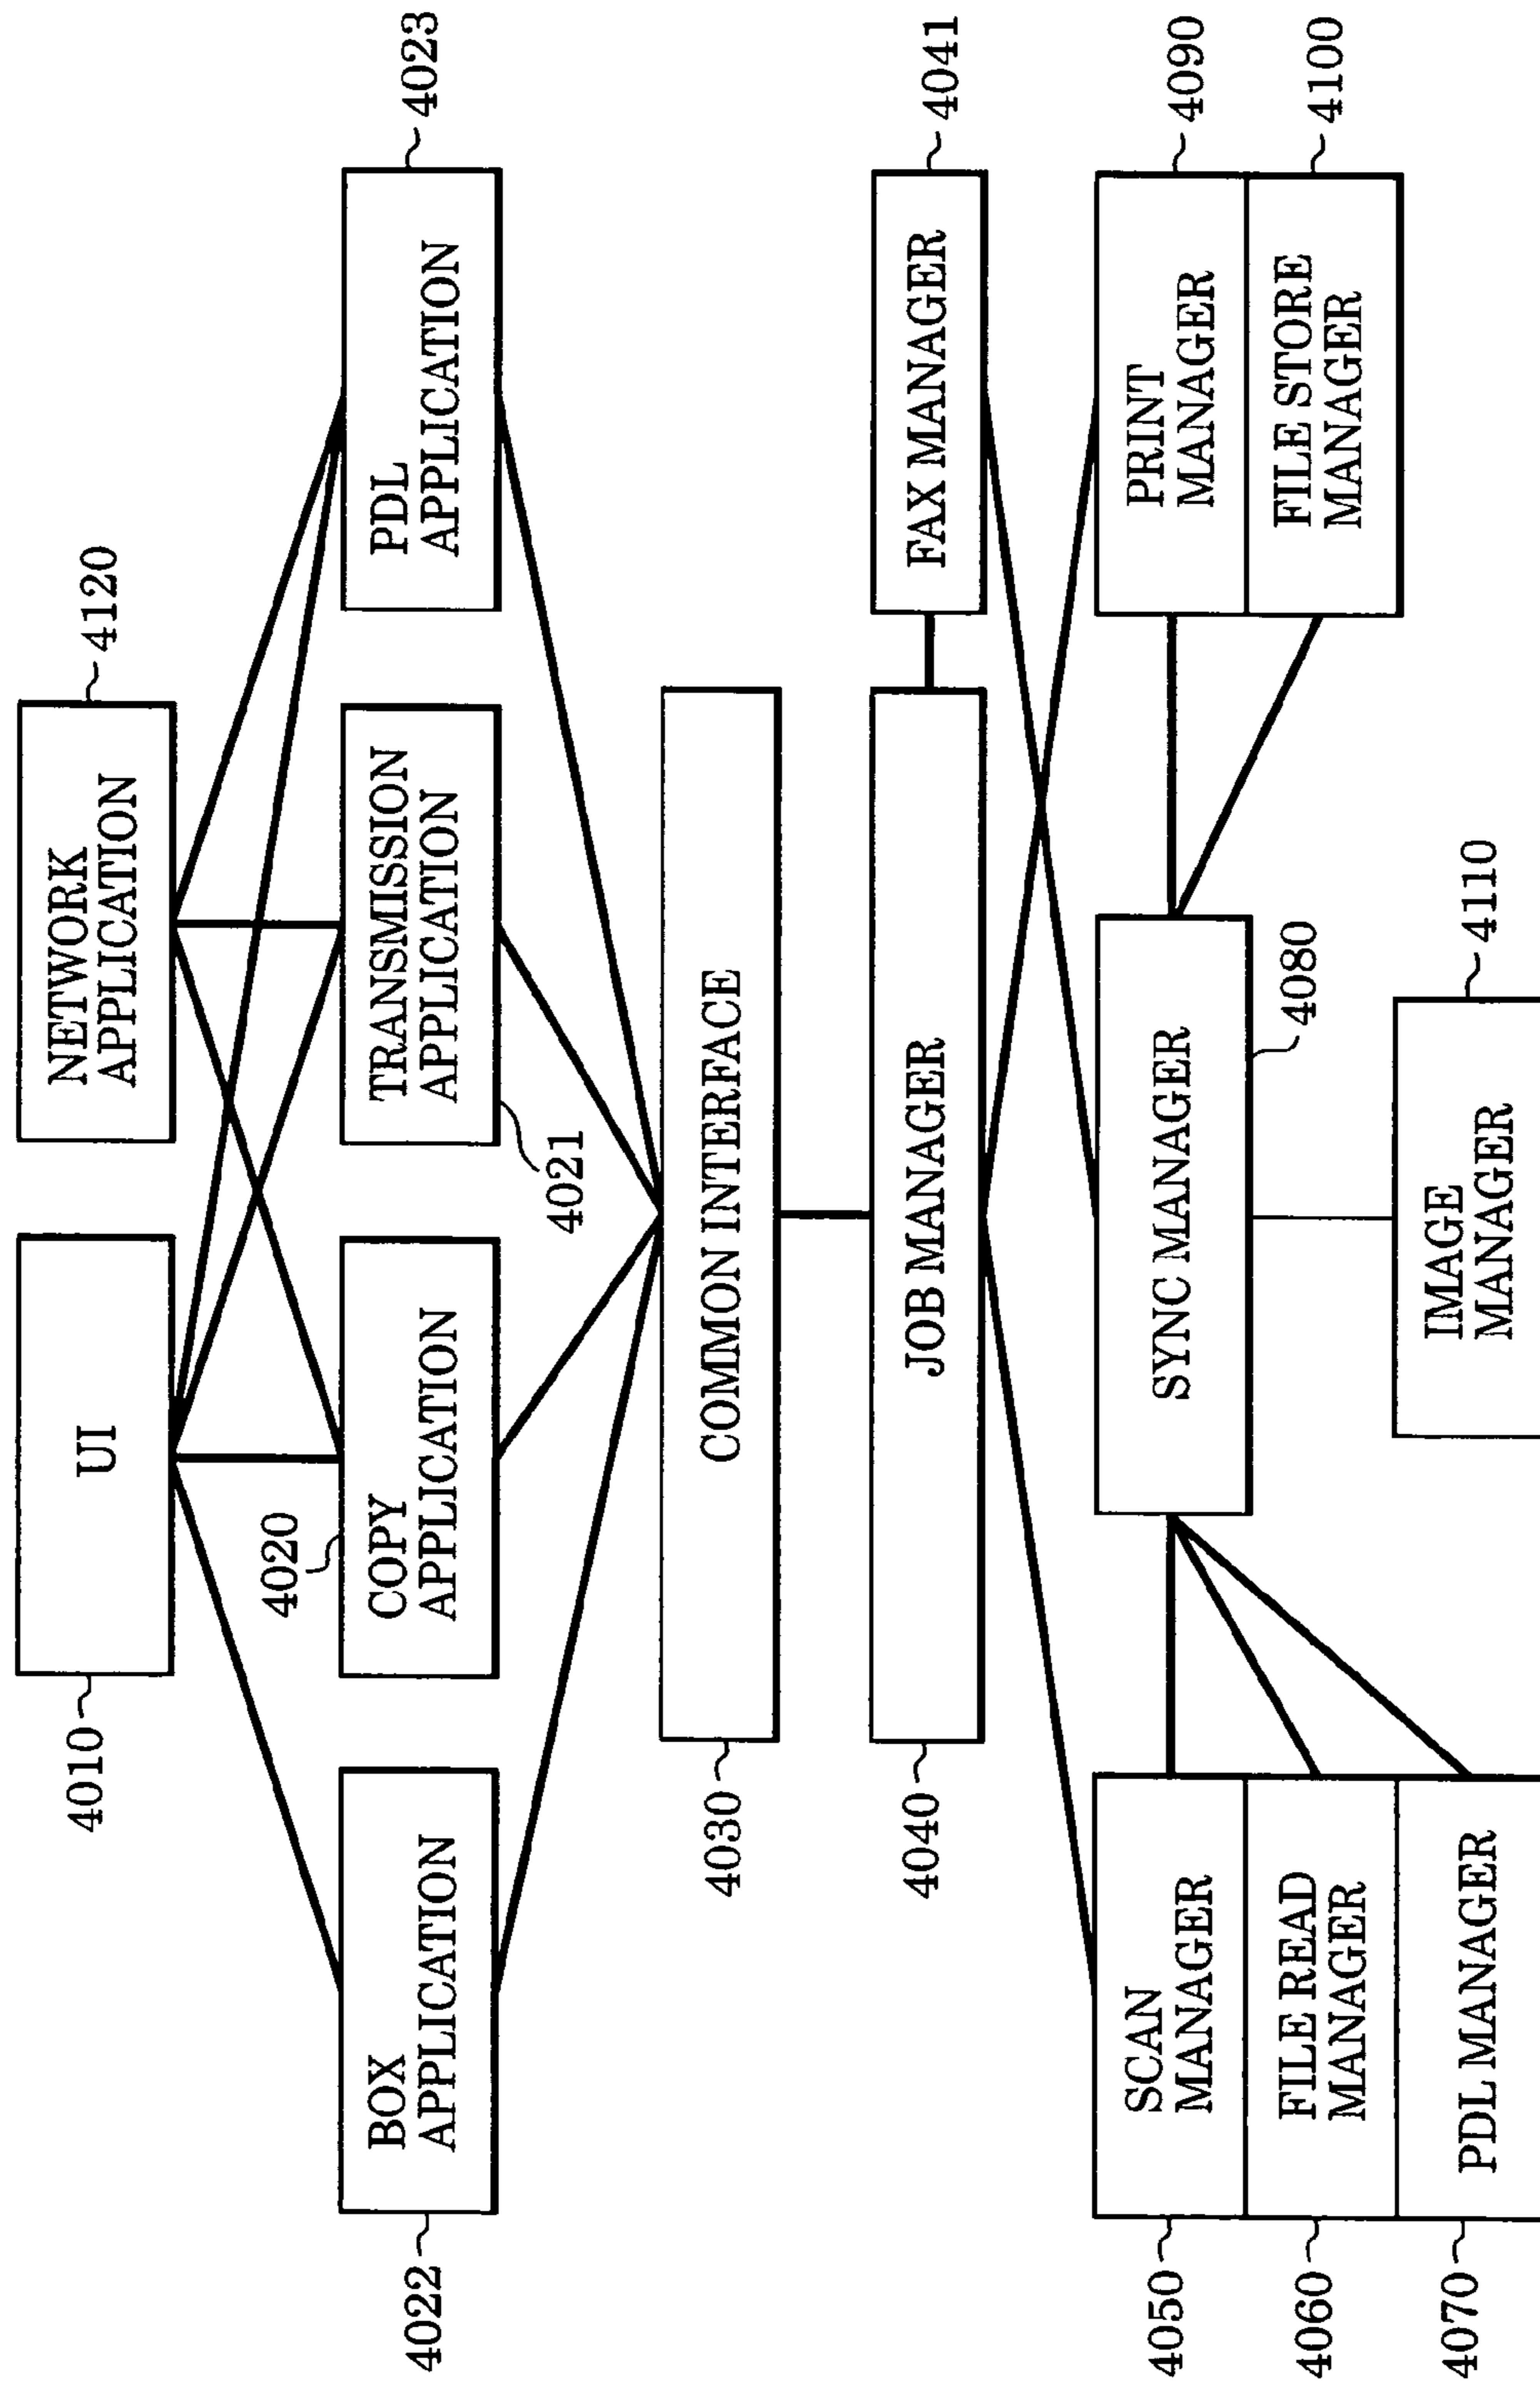 4010
UI
NETWORK
APPLICATION
4120
4022
BOX
APPLICATION
4020
COPY
APPLICATION
TRANSMISSION
APPLICATION
4021
PDL
APPLICATION
4023
4030
COMMON INTERFACE
4040
JOB MANAGER
FAX MANAGER
4041
4050
SCAN
MANAGER
4060
FILE READ
MANAGER
4070
PDL MANAGER
SYNC MANAGER
4080
PRINT
MANAGER
4090
FILE STORE
MANAGER
4100
IMAGE
MANAGER
4110